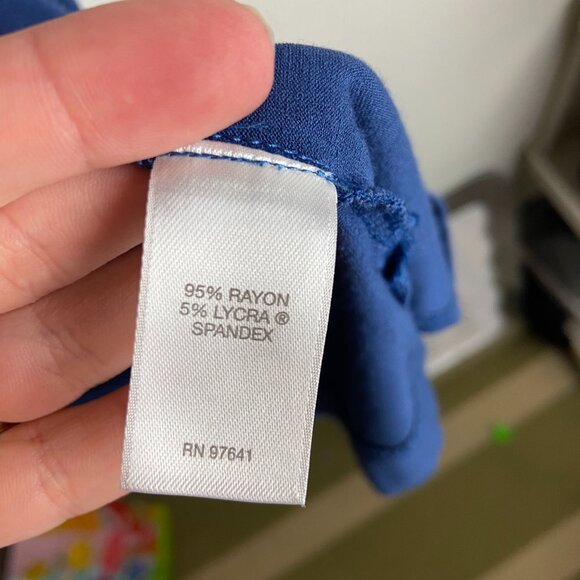 95% RAYON
5% LYCRA ®
SPANDEX
RN 97641